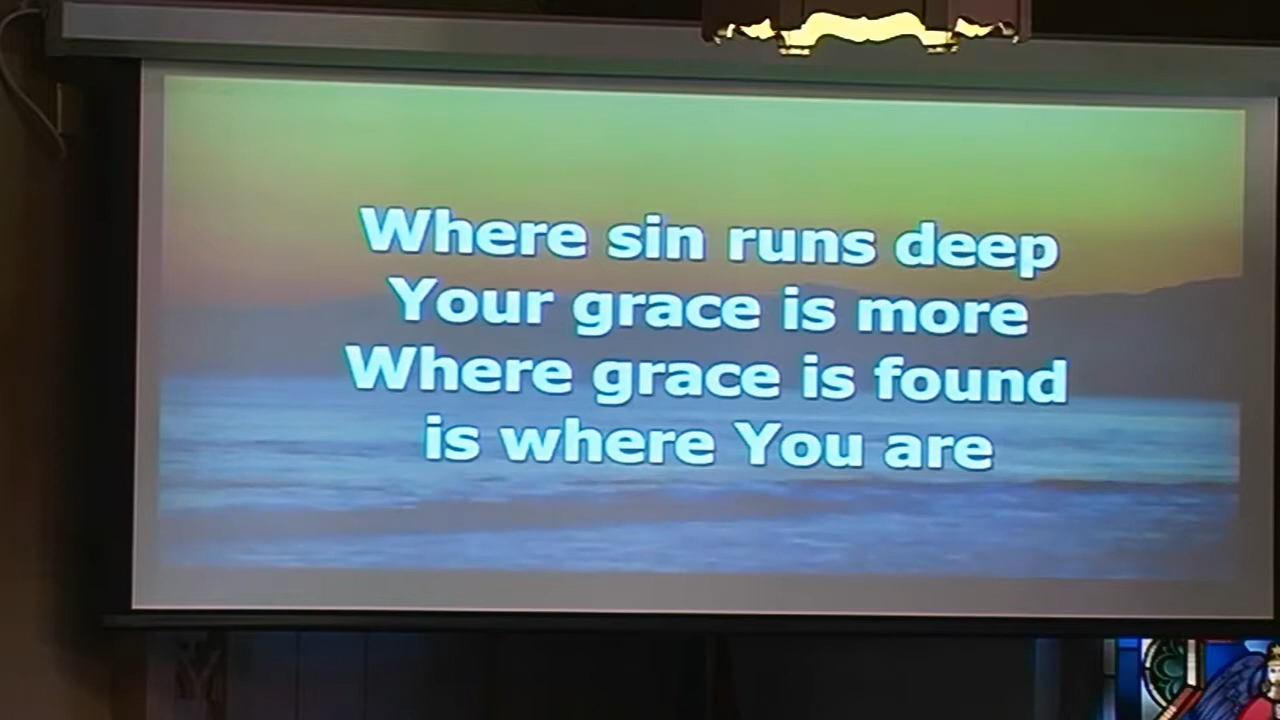 Where sin runs deep
Your grace is more
Where grace is found
is where You are